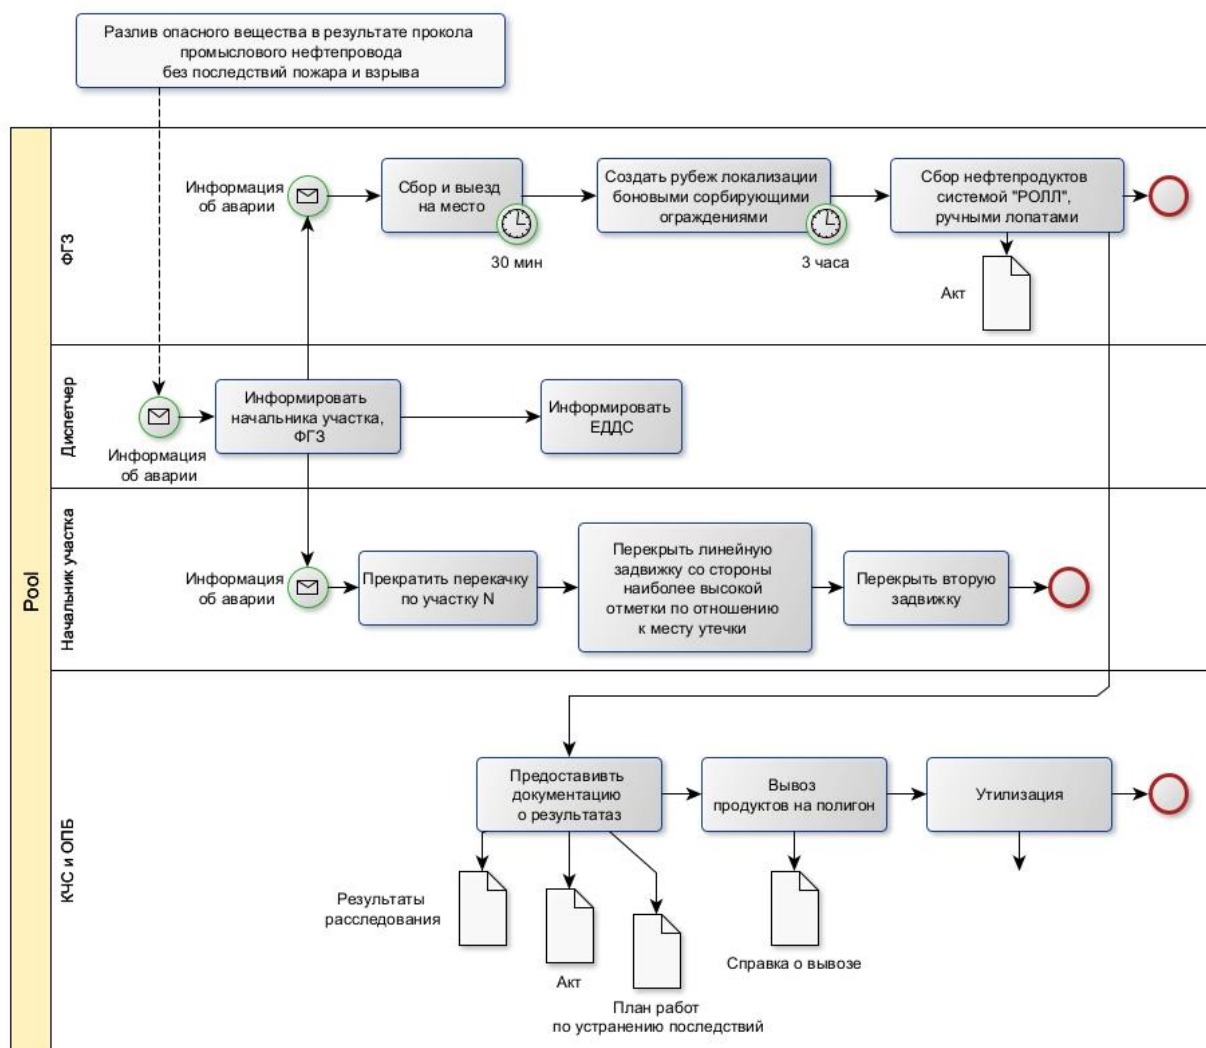 Разлив опасного вещества в результате прокола
промыслового нефтепровода
без последствий пожара и взрыва
Pool
ФГЗ
Информация
об аварии
Сбор и выезд
на место
30 мин
Создать рубеж локализации
боновыми сорбирующими
ограждениями
3 часа
Сбор нефтепродуктов
системой "РОЛЛ",
ручными лопатами
Акт
Диспетчер
Информация
об аварии
Информировать
начальника участка,
ФГЗ
Информировать
ЕДДС
Начальник участка
Информация
об аварии
Прекратить перекачку
по участку N
Перекрыть линейную
задвижку со стороны
наиболее высокой
отметки по отношению
к месту утечки
Перекрыть вторую
задвижку
КЧС и ОПБ
Предоставивть
документацию
о результатаз
Вывоз
продуктов на полигон
Утилизация
Результаты
расследования
Акт
План работ
по устранению последствий
Справка о вывозе